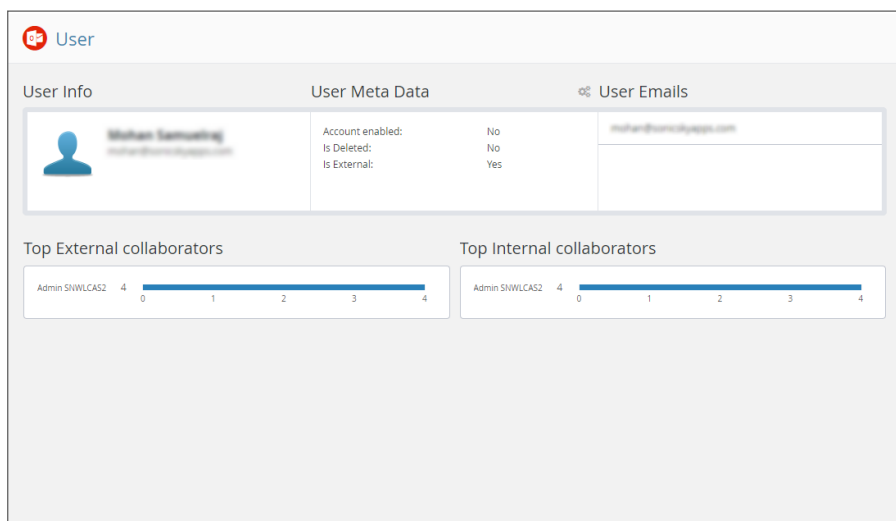 User
User Info
User Meta Data
User Emails
Account enabled: No
Is Deleted: No
Is External: Yes
Top External collaborators
Top Internal collaborators
Admin SNWLCAS2 4
0 1 2 3 4
Admin SNWLCAS2 4
0 1 2 3 4